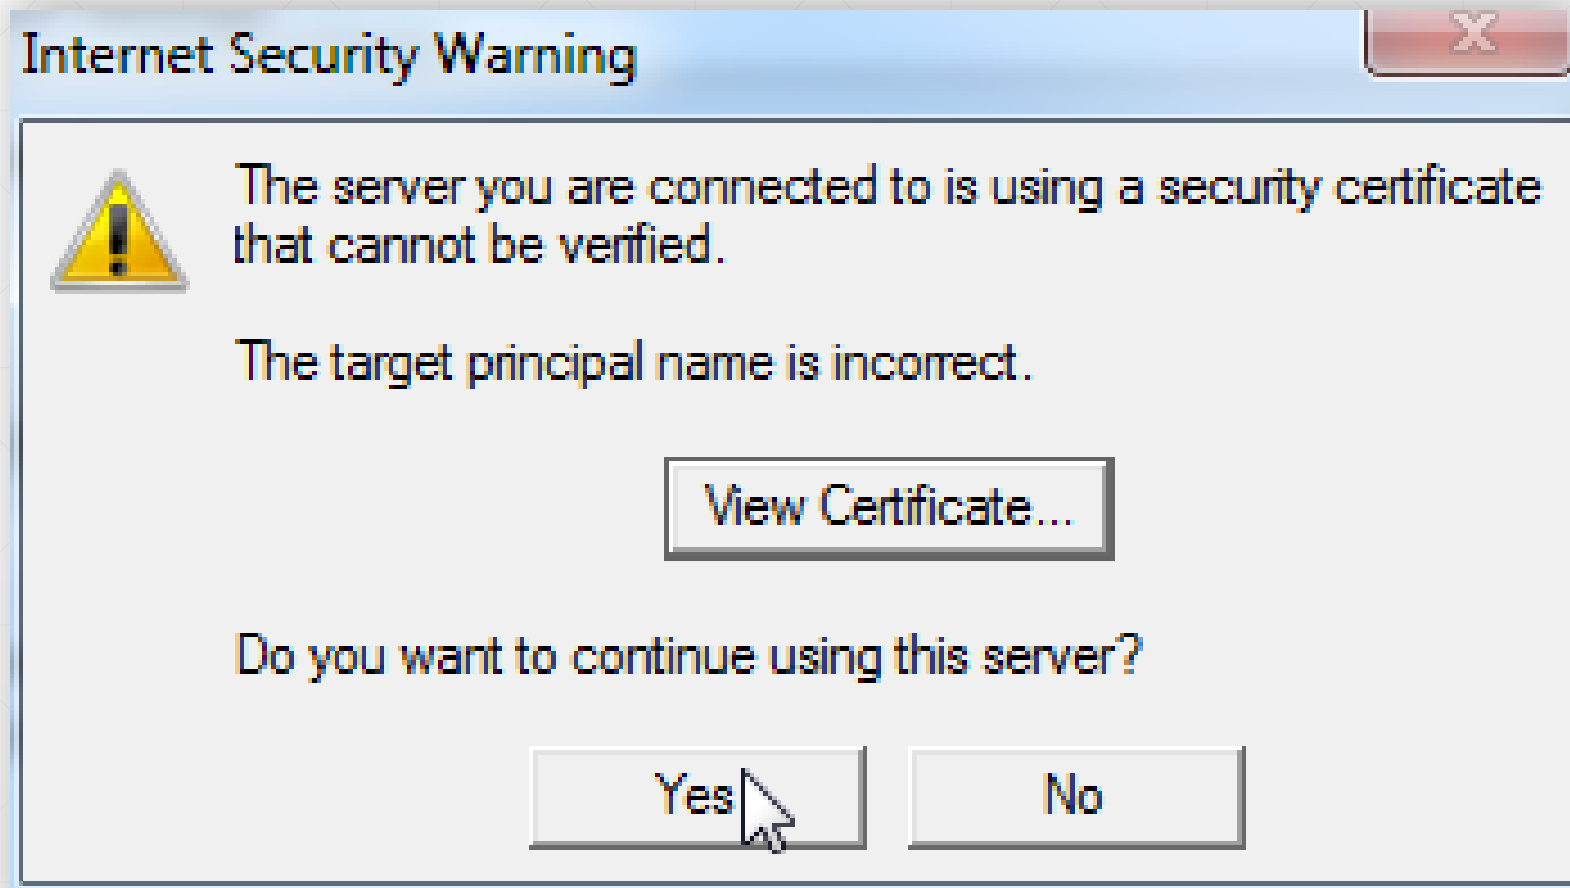 Internet Security Warning
The server you are connected to is using a security certificate
that cannot be verified.
The target principal name is incorrect.
View Certificate...
Do you want to continue using this server?
Yes
No